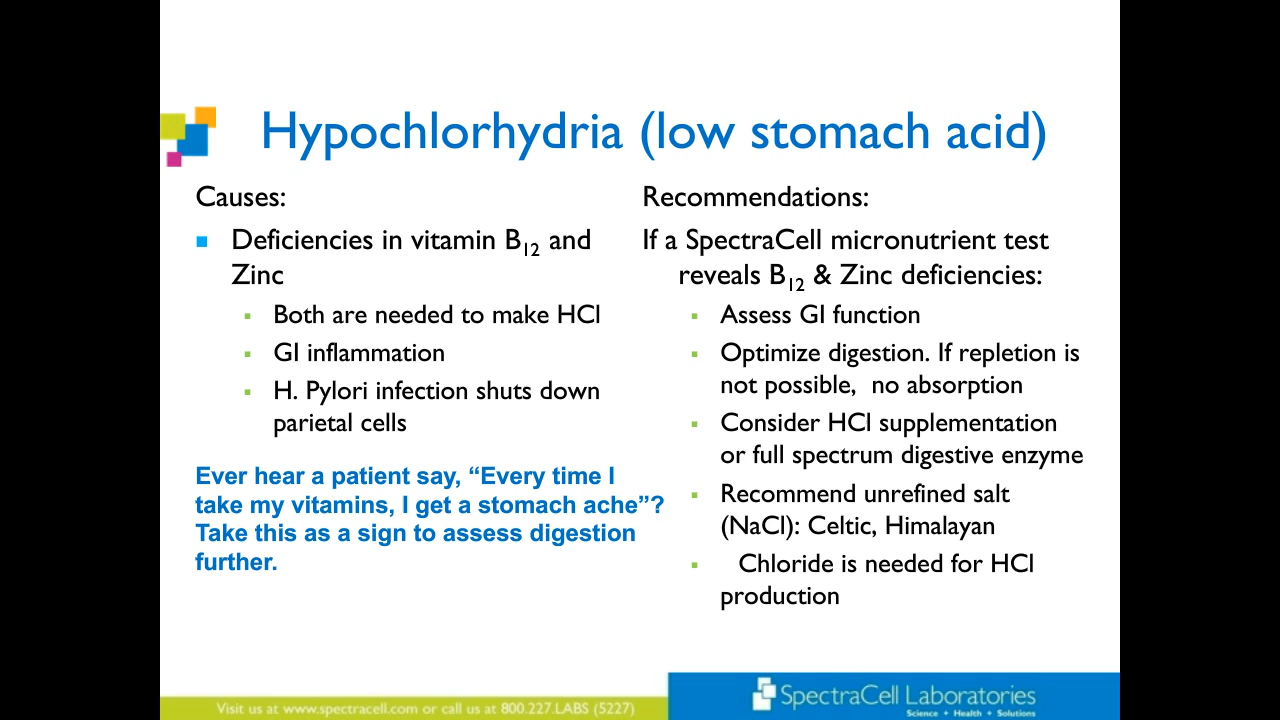 Hypochlorhydria (low stomach acid)
Causes:
Deficiencies in vitamin B12 and
Zinc
Both are needed to make HCl
GI inflammation
H. Pylori infection shuts down
parietal cells
Ever hear a patient say, “Every time I
take my vitamins, I get a stomach ache”?
Take this as a sign to assess digestion
further.
Recommendations:
If a SpectraCell micronutrient test
reveals B12 & Zinc deficiencies:
Assess GI function
Optimize digestion. If repletion is
not possible,  no absorption
Consider HCl supplementation
or full spectrum digestive enzyme
Recommend unrefined salt
(NaCl): Celtic, Himalayan
Chloride is needed for HCl
production
Visit us at www.spectracell.com or call us at 800.227.LABS (5227)
SpectraCell Laboratories
Science + Health + Solutions